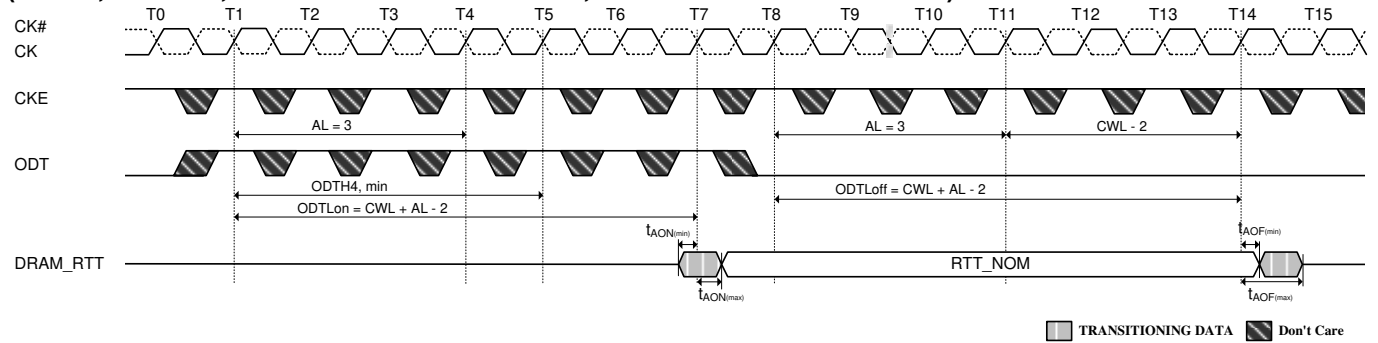 T0 T1 T2 T3 T4 T5 T6 T7 T8 T9 T10 T11 T12 T13 T14 T15
CK#
CK
CKE
AL = 3 AL = 3 CWL - 2
ODT
ODTH4, min ODTLoff = CWL + AL - 2
ODTLon = CWL + AL - 2
tAON(min) tAOF(min)
DRAM_RTT RTT_NOM
tAON(max) tAOF(max)
TRANSITIONING DATA Don't Care